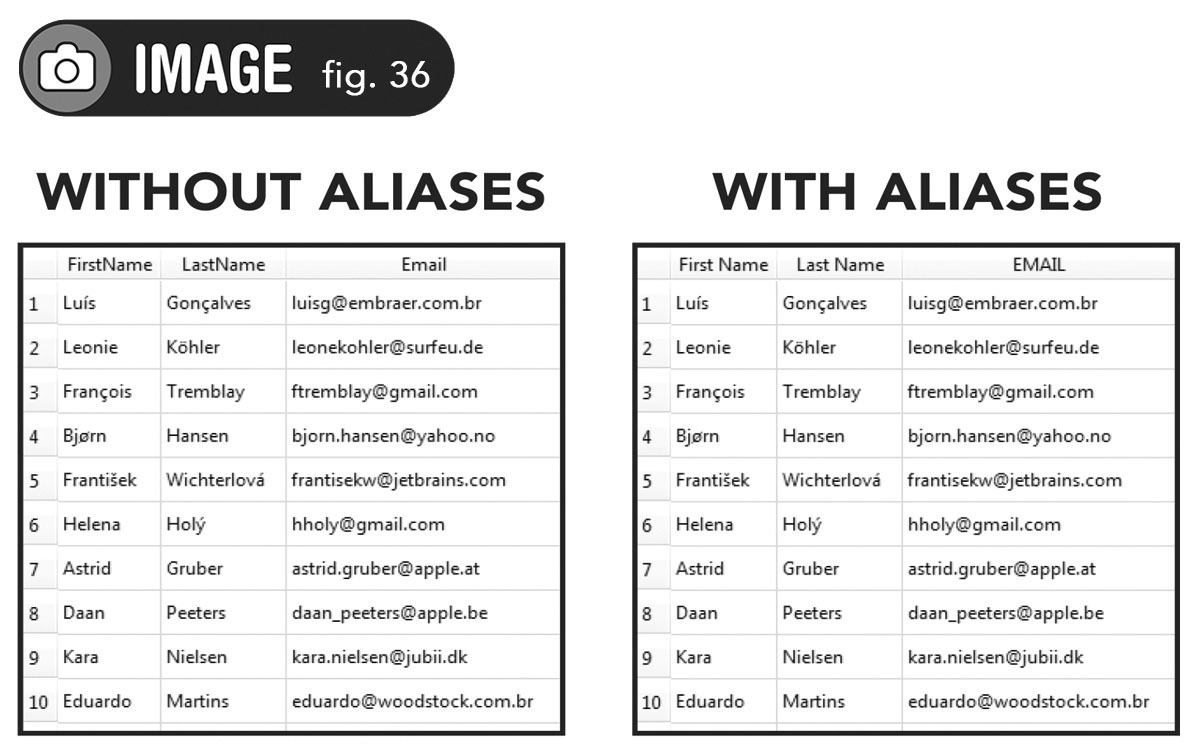 IMAGE fig. 36
WITHOUT ALIASES
FirstName LastName Email
1 Luís Gonçalves luisg@embraer.com.br
2 Leonie Köhler leonekohler@surfeu.de
3 François Tremblay ftremblay@gmail.com
4 Bjørn Hansen bjorn.hansen@yahoo.no
5 František Wichterlová frantisekw@jetbrains.com
6 Helena Holý hholy@gmail.com
7 Astrid Gruber astrid.gruber@apple.at
8 Daan Peeters daan_peeters@apple.be
9 Kara Nielsen kara.nielsen@jubii.dk
10 Eduardo Martins eduardo@woodstock.com.br
WITH ALIASES
First Name Last Name EMAIL
1 Luís Gonçalves luisg@embraer.com.br
2 Leonie Köhler leonekohler@surfeu.de
3 François Tremblay ftremblay@gmail.com
4 Bjørn Hansen bjorn.hansen@yahoo.no
5 František Wichterlová frantisekw@jetbrains.com
6 Helena Holý hholy@gmail.com
7 Astrid Gruber astrid.gruber@apple.at
8 Daan Peeters daan_peeters@apple.be
9 Kara Nielsen kara.nielsen@jubii.dk
10 Eduardo Martins eduardo@woodstock.com.br